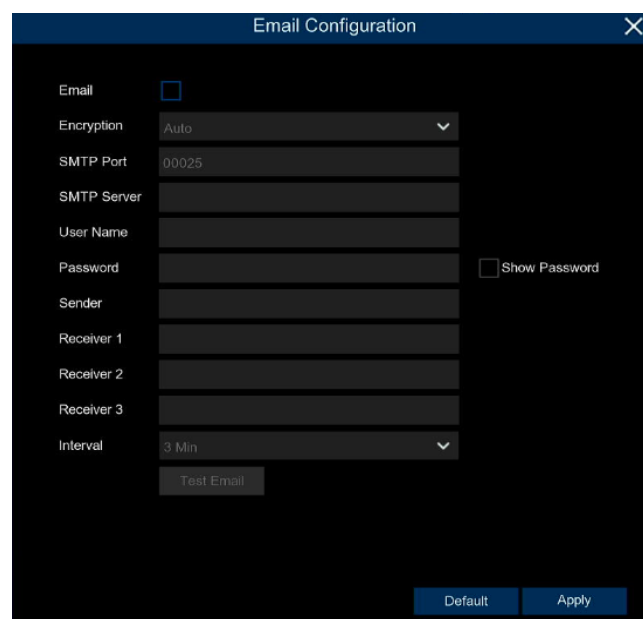 Email Configuration
Email
Encryption Auto
SMTP Port 00025
SMTP Server
User Name
Password Show Password
Sender
Receiver 1
Receiver 2
Receiver 3
Interval 3 Min
Test Email
Default Apply